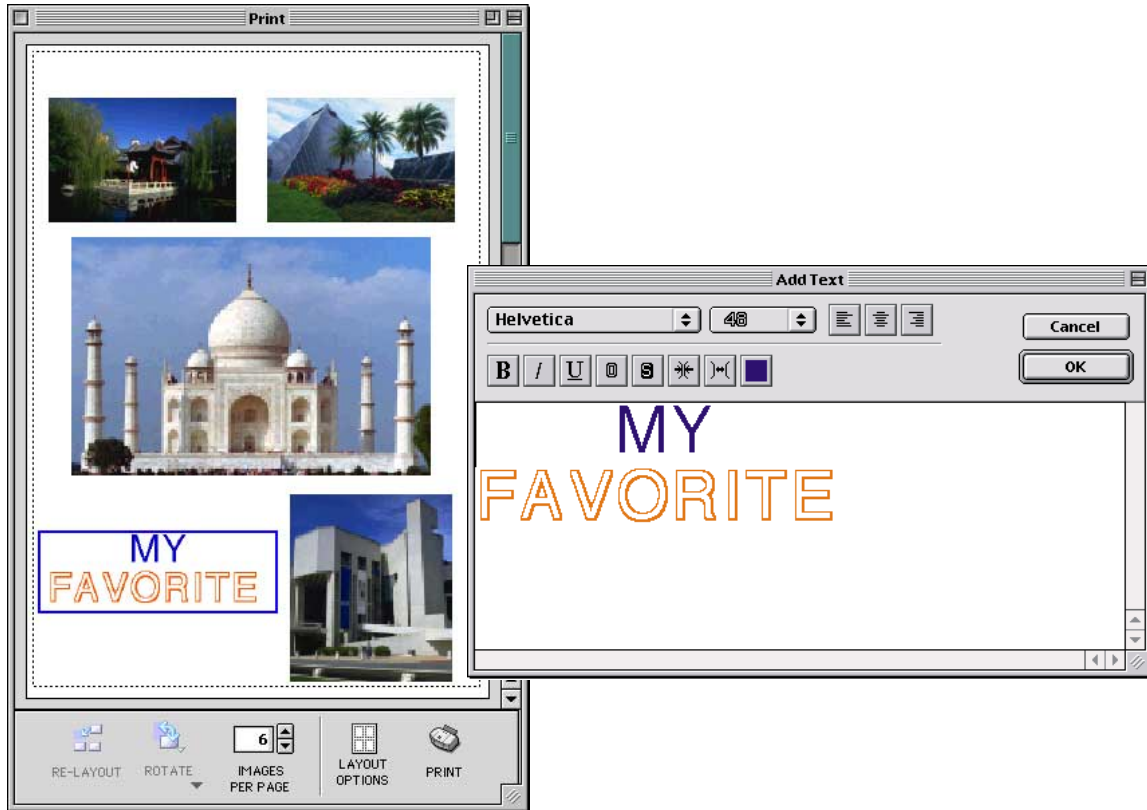 Print
MY
FAVORITE
RE-LAYOUT
ROTATE
6
IMAGES
PER PAGE
LAYOUT
OPTIONS
PRINT
Add Text
Helvetica
48
Cancel
B I U O S
OK
MY
FAVORITE